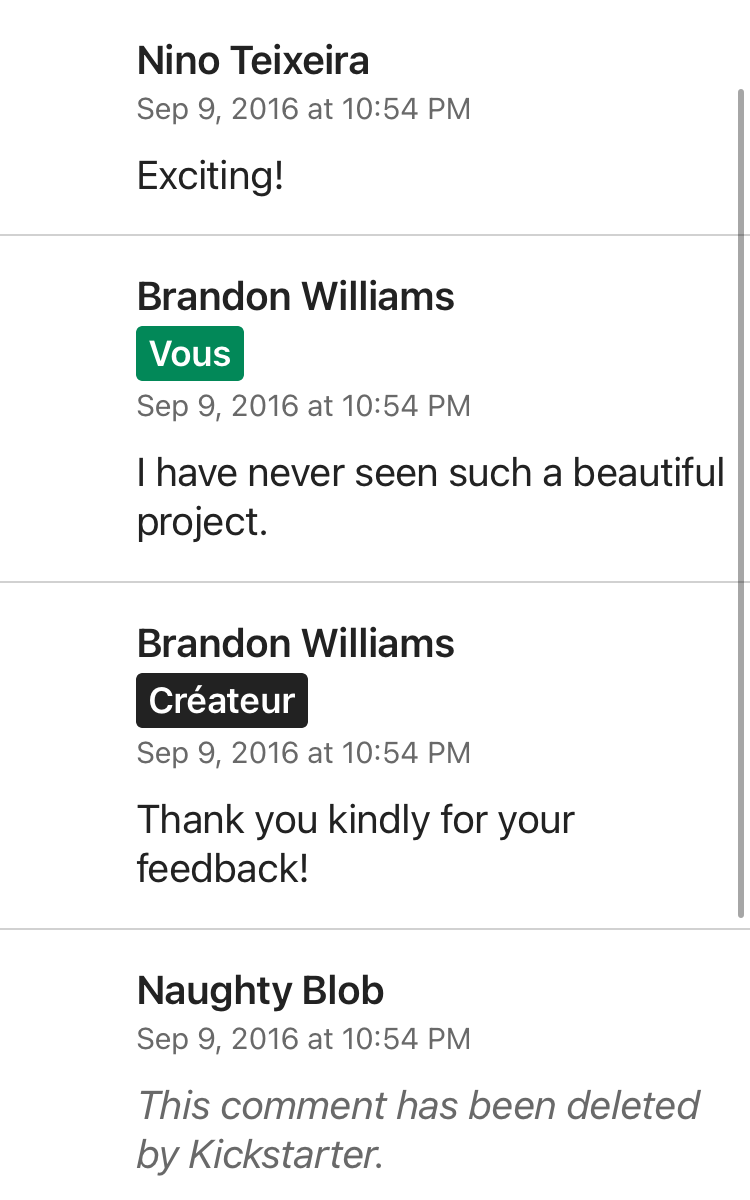 Nino Teixeira
Sep 9, 2016 at 10:54 PM
Exciting!
Brandon Williams
Vous
Sep 9, 2016 at 10:54 PM
I have never seen such a beautiful
project.
Brandon Williams
Créateur
Sep 9, 2016 at 10:54 PM
Thank you kindly for your
feedback!
Naughty Blob
Sep 9, 2016 at 10:54 PM
This comment has been deleted
by Kickstarter.